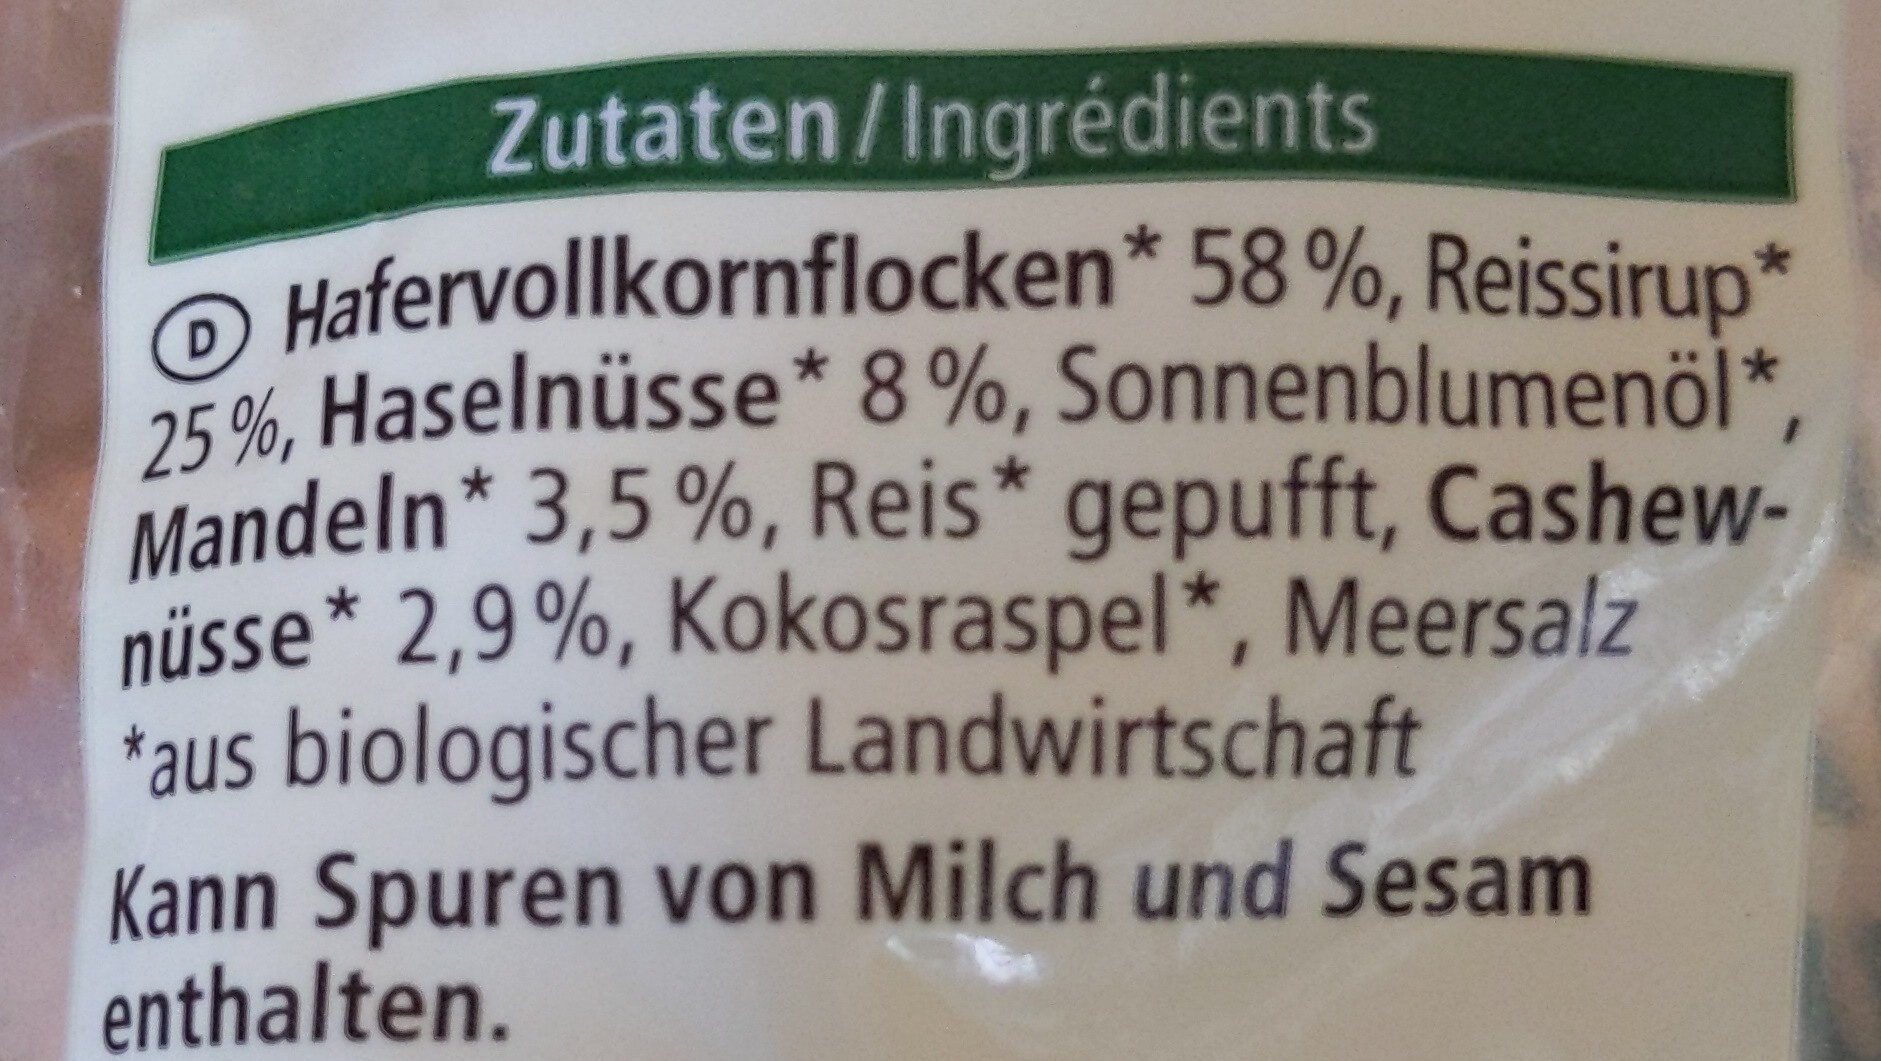 Zutaten / Ingrédients
D Hafervollkornflocken* 58 %, Reissirup*
25 %, Haselnüsse* 8 %, Sonnenblumenöl*,
Mandeln* 3,5 %, Reis* gepufft, Cashew-
nüsse* 2,9 %, Kokosraspel*, Meersalz
*aus biologischer Landwirtschaft
Kann Spuren von Milch und Sesam
enthalten.